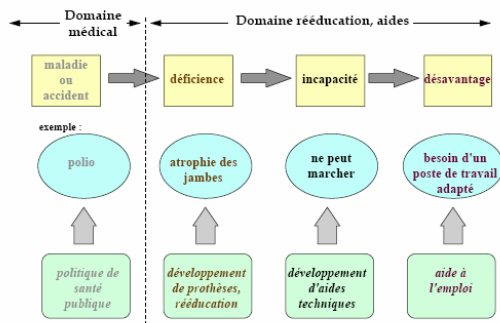 Domaine
médical
Domaine rééducation, aides
maladie
ou
accident
déficience
incapacité
désavantage
exemple :
polio
atrophie des
jambes
ne peut
marcher
besoin d'un
poste de travail
adapté
politique de
santé
publique
développement
de prothèses,
rééducation
développement
d'aides
techniques
aide à
l'emploi